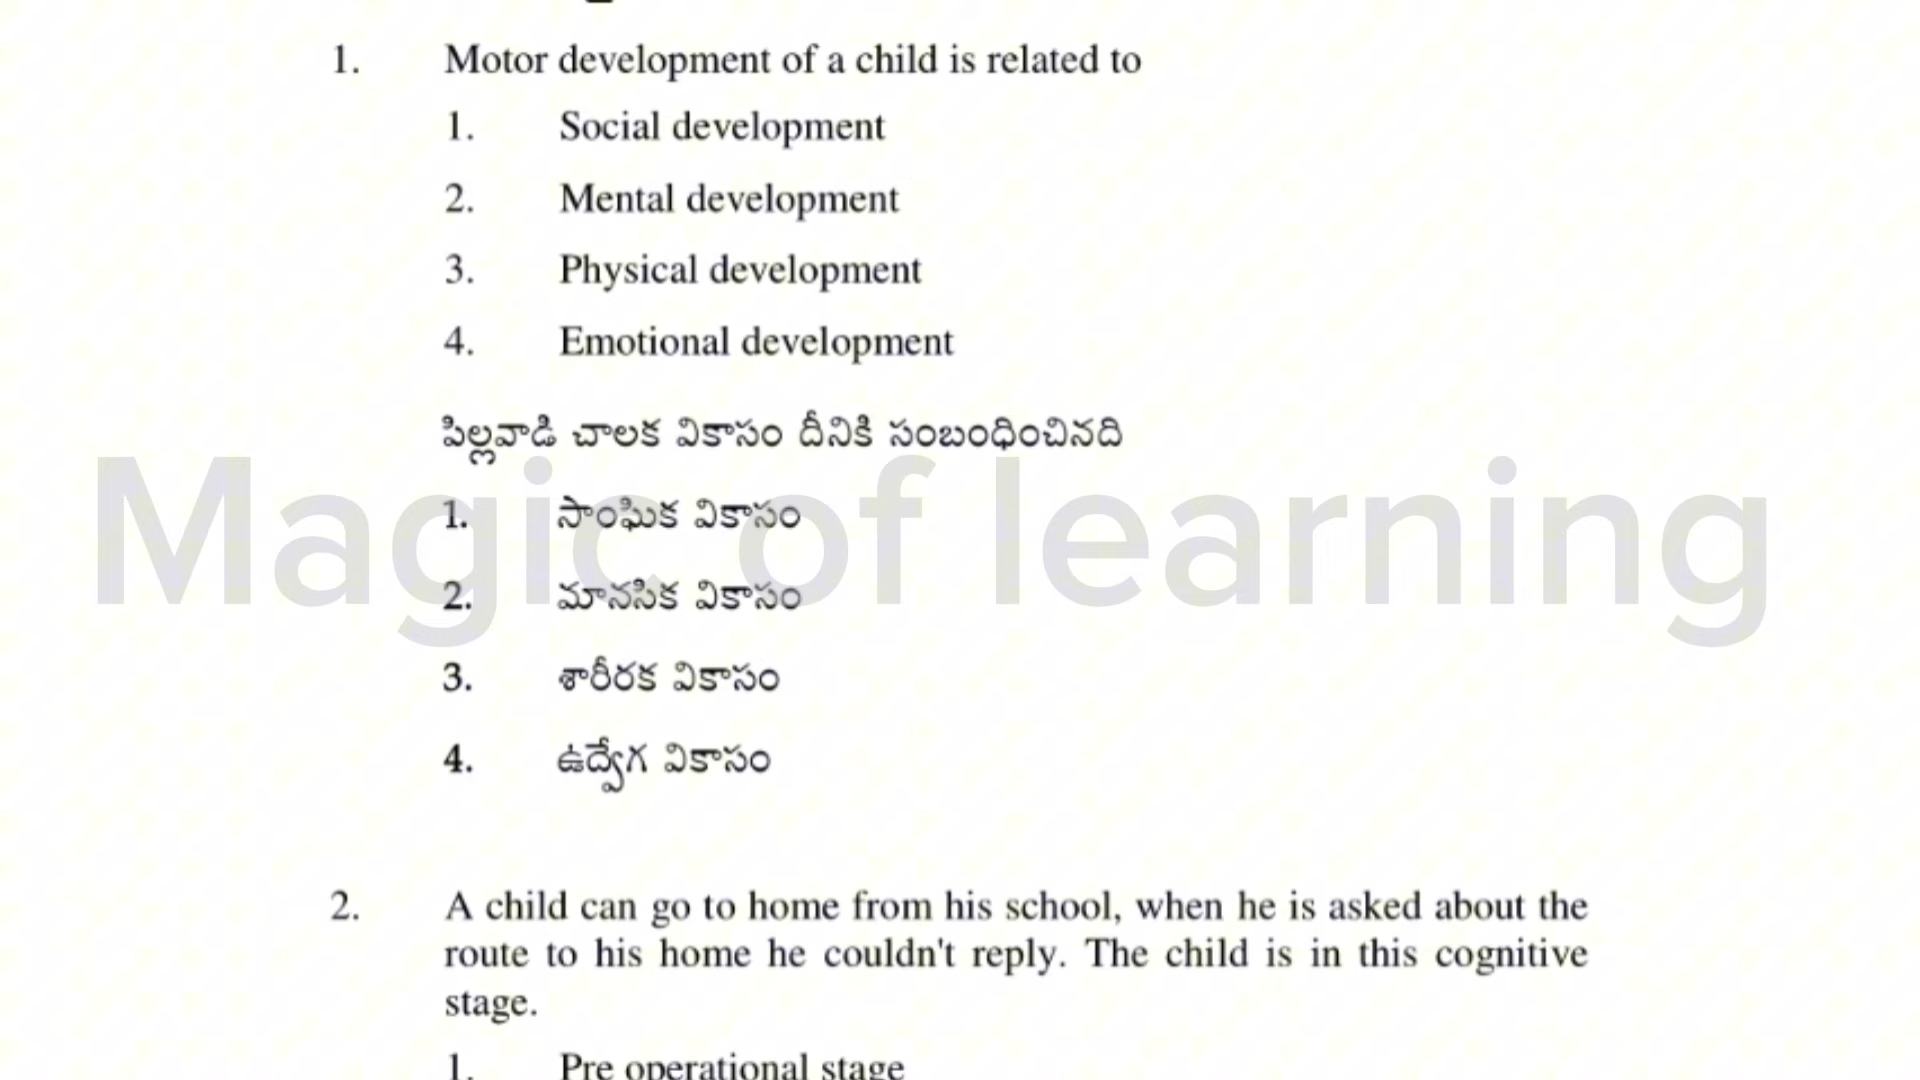 1. Motor development of a child is related to
1. Social development
2. Mental development
3. Physical development
4. Emotional development
పిల్లవాడి చాలక వికాసం దీనికి సంబంధించినది
Magic of learning
1. సాంఘిక వికాసం
2. మానసిక వికాసం
3. శారీరక వికాసం
4. ఉద్వేగ వికాసం
2. A child can go to home from his school, when he is asked about the
route to his home he couldn't reply. The child is in this cognitive
stage.
1. Pre operational stage